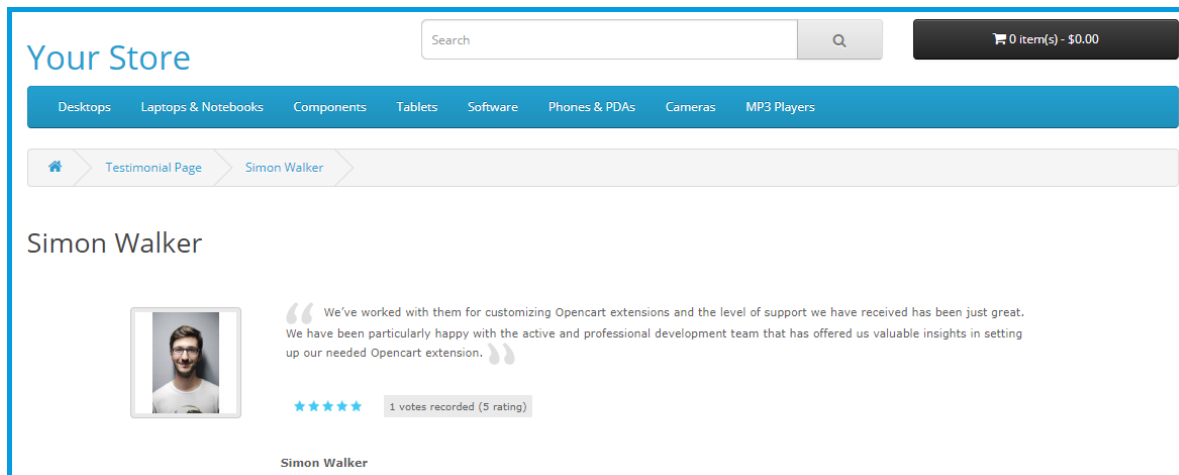 Your Store
Search
0 item(s) - $0.00
Desktops Laptops & Notebooks Components Tablets Software Phones & PDAs Cameras MP3 Players
Testimonial Page Simon Walker
Simon Walker
“ We've worked with them for customizing Opencart extensions and the level of support we have received has been just great.
We have been particularly happy with the active and professional development team that has offered us valuable insights in setting
up our needed Opencart extension. ”
1 votes recorded (5 rating)
Simon Walker